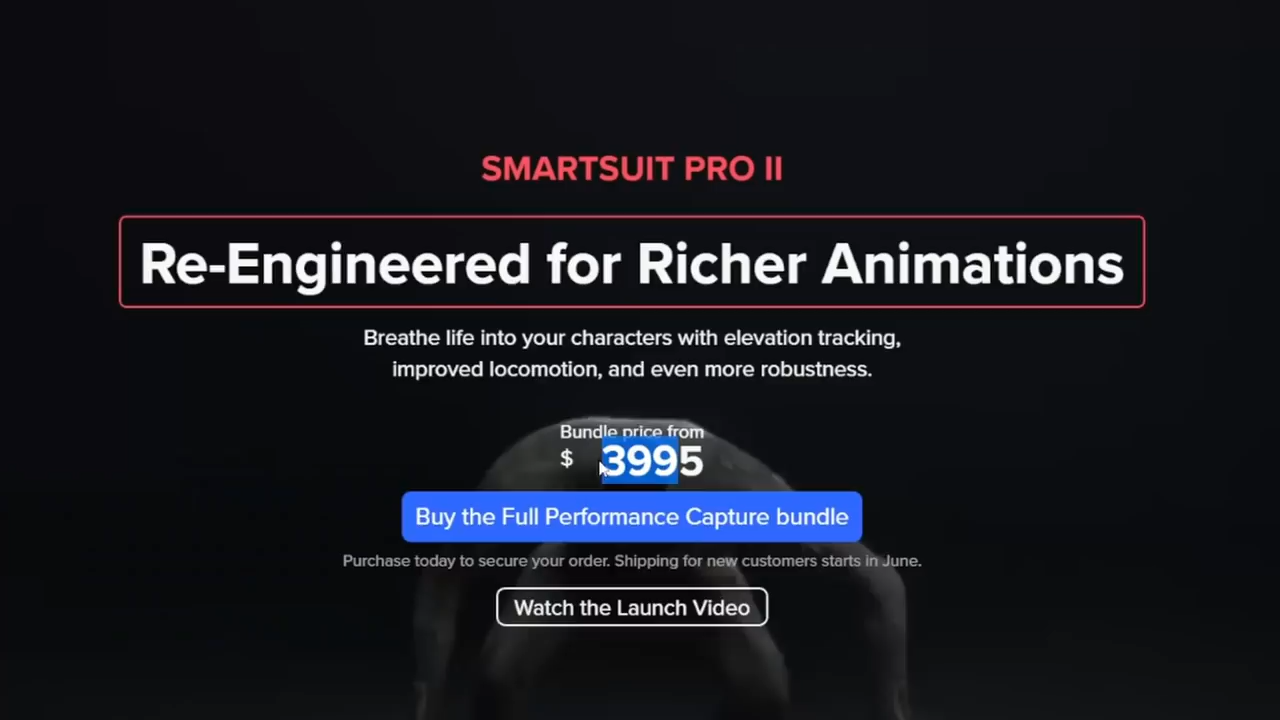 SMARTSUIT PRO II
Re-Engineered for Richer Animations
Breathe life into your characters with elevation tracking,
improved locomotion, and even more robustness.
Bundle price from
$ 3995
Buy the Full Performance Capture bundle
Purchase today to secure your order. Shipping for new customers starts in June.
Watch the Launch Video